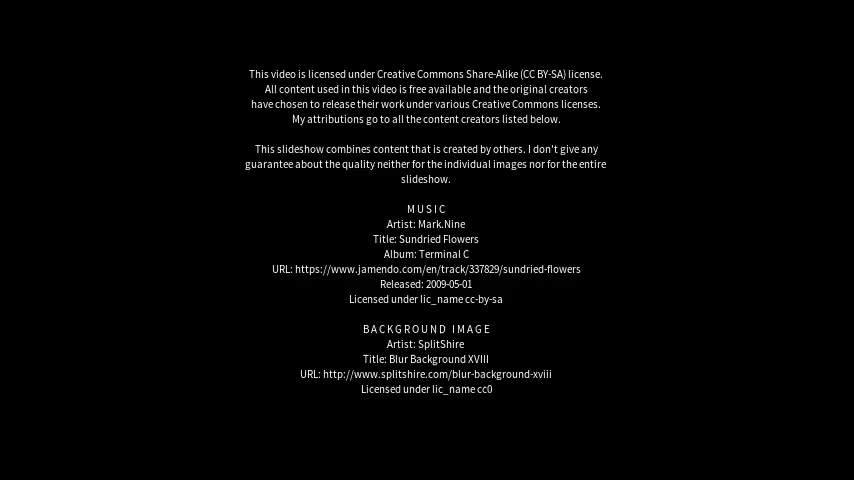 This video is licensed under Creative Commons Share-Alike (CC BY-SA) license.
All content used in this video is free available and the original creators
have chosen to release their work under various Creative Commons licenses.
My attributions go to all the content creators listed below.
This slideshow combines content that is created by others. I don't give any
guarantee about the quality neither for the individual images nor for the entire
slideshow.
MUSIC
Artist: Mark.Nine
Title: Sundried Flowers
Album: Terminal C
URL: https://www.jamendo.com/en/track/337829/sundried-flowers
Released: 2009-05-01
Licensed under lic_name cc-by-sa
BACKGROUND IMAGE
Artist: SplitShire
Title: Blur Background XVIII
URL: http://www.splitshire.com/blur-background-xviii
Licensed under lic_name cc0